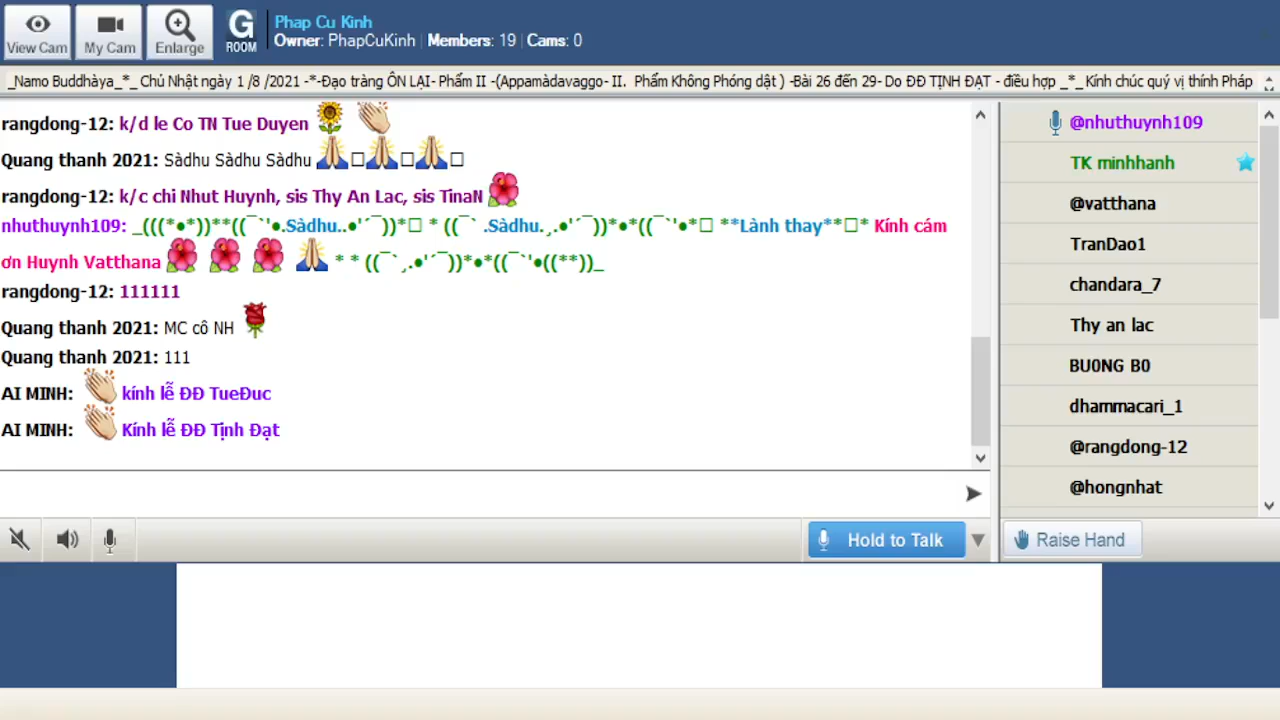 View Cam
My Cam
Enlarge
G
ROOM
Phap Cu Kinh
Owner: PhapCuKinh | Members: 19 | Cams: 0
_Namo Buddhàya_*_ Chủ Nhật ngày 1 /8 /2021 -*-Đạo tràng ÔN LẠI- Phẩm II -(Appamàdavaggo- II. Phẩm Không Phóng dật ) -Bài 26 đến 29- Do ĐĐ TỊNH ĐẠT - điều hợp _*_Kính chúc quý vị thính Pháp
rangdong-12: k/d le Co TN Tue Duyen
Quang thanh 2021: Sàdhu Sàdhu Sàdhu
rangdong-12: k/c chi Nhut Huynh, sis Thy An Lac, sis TinaN
nhuthuynh109: _(((*•*))**((¯`'•.Sàdhu..•'´¯))*□ * ((¯` .Sàdhu.¸.•'´¯))*•*((¯`'•*□ **Lành thay**□* Kính cám
ơn Huynh Vatthana * * ((¯`¸.•'´¯))*•*((¯`'•((**))_
rangdong-12: 111111
Quang thanh 2021: MC cô NH
Quang thanh 2021: 111
AI MINH: kính lễ ĐĐ TueĐuc
AI MINH: Kính lễ ĐĐ Tịnh Đạt
@nhuthuynh109
TK minhhanh
@vatthana
TranDao1
chandara_7
Thy an lac
BU0NG B0
dhammacari_1
@rangdong-12
@hongnhat
Hold to Talk
Raise Hand